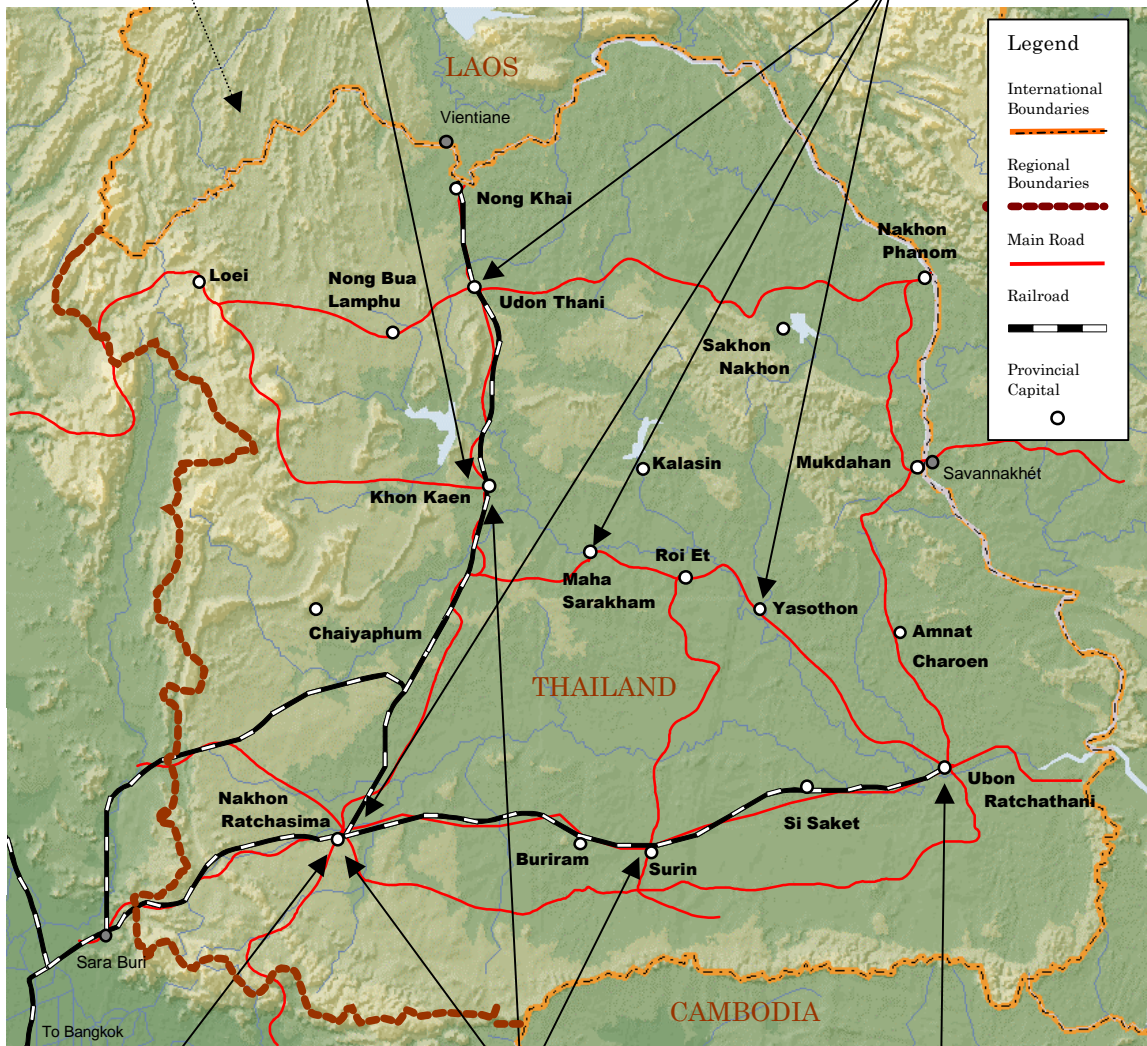 LAOS
Vientiane
Nong Khai
Loei
Nong Bua
Lamphu
Udon Thani
Nakhon
Phanom
Sakhon
Nakhon
Khon Kaen
Kalasin
Mukdahan
Savannakhét
Maha
Sarakham
Roi Et
Yasothon
Chaiyaphum
Amnat
Charoen
THAILAND
Nakhon
Ratchasima
Buriram
Surin
Si Saket
Ubon
Ratchathani
Sara Buri
CAMBODIA
To Bangkok
Legend
International
Boundaries
Regional
Boundaries
Main Road
Railroad
Provincial
Capital